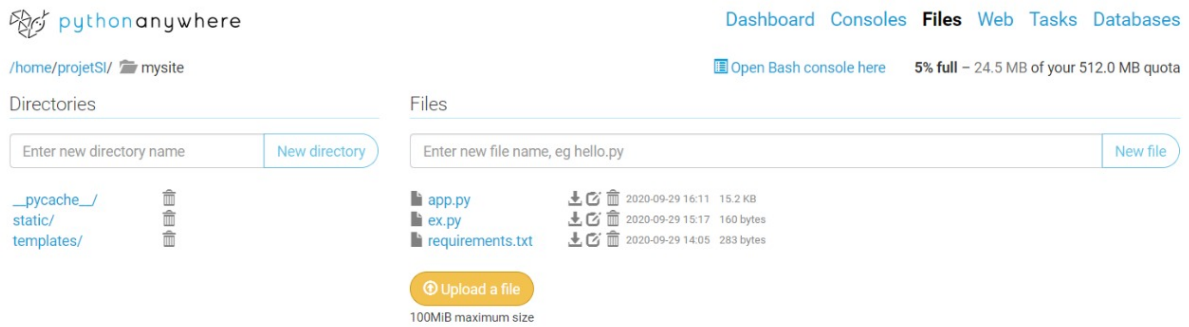 pythonanywhere
Dashboard Consoles Files Web Tasks Databases
/home/projetSI/ mysite
Open Bash console here 5% full – 24.5 MB of your 512.0 MB quota
Directories
Files
Enter new directory name New directory
Enter new file name, eg hello.py New file
__pycache__/
static/
templates/
app.py 2020-09-29 16:11 15.2 KB
ex.py 2020-09-29 15:17 160 bytes
requirements.txt 2020-09-29 14:05 283 bytes
Upload a file
100MiB maximum size